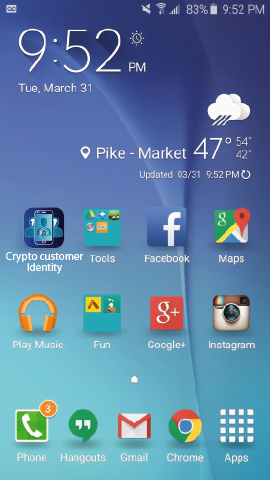 83% 9:52 PM
9:52 PM
Tue, March 31
Pike - Market 47° 54°
42°
Updated 03/31 9:52 PM
Crypto customer Identity
Tools
Facebook
Maps
Play Music
Fun
Google+
Instagram
3
Phone
Hangouts
Gmail
Chrome
Apps